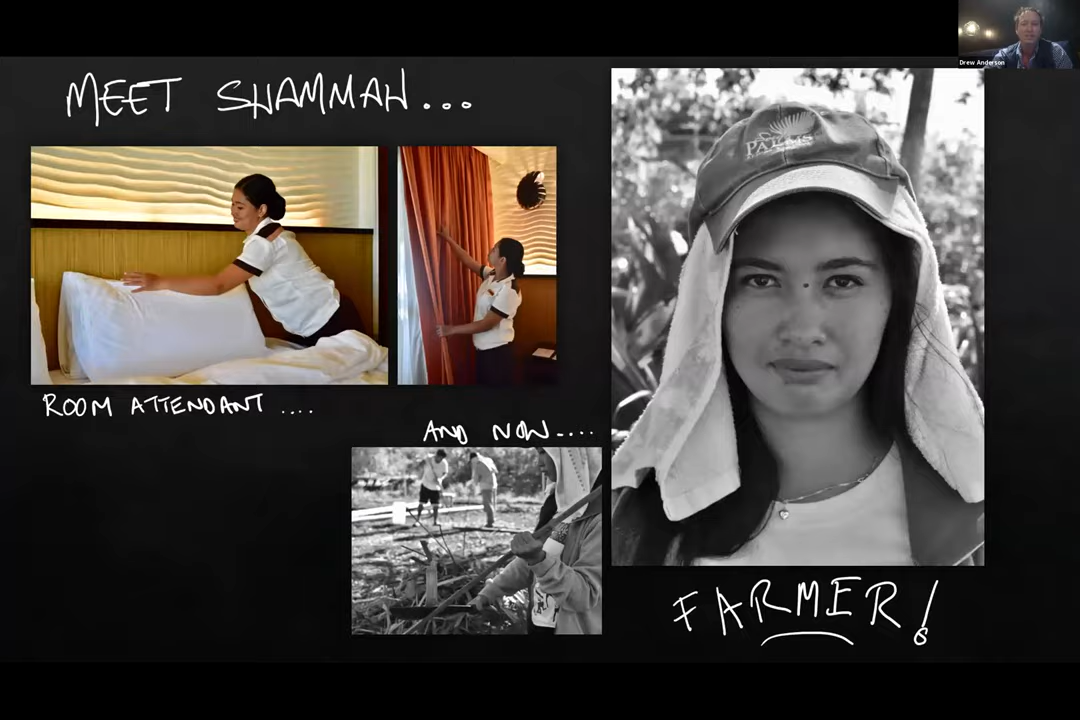 MEET SHAMMAH...
ROOM ATTENDANT ....
AND NOW....
PALMS
FARMER!
Drew Anderson